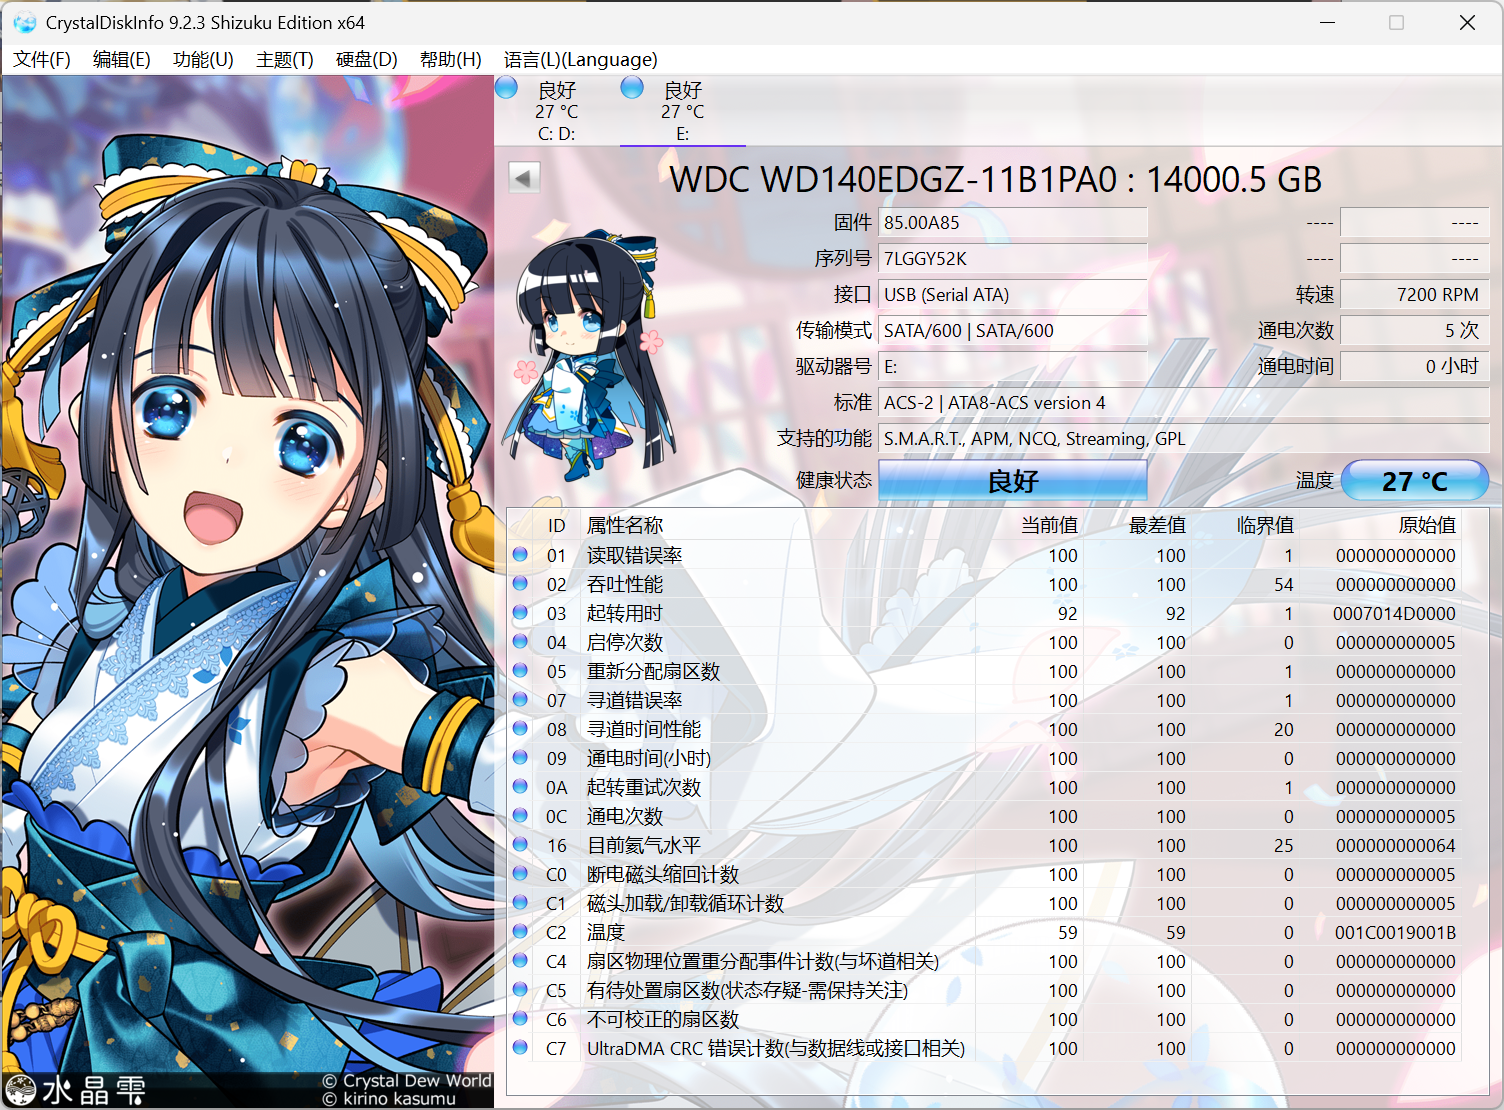 CrystalDiskInfo 9.2.3 Shizuku Edition x64
文件(F) 编辑(E) 功能(U) 主题(T) 硬盘(D) 帮助(H) 语言(L)(Language)
良好 良好
27 °C 27 °C
C: D: E:
WDC WD140EDGZ-11B1PA0 : 14000.5 GB
固件 85.00A85 ---- ----
序列号 7LGGY52K ---- ----
接口 USB (Serial ATA) 转速 7200 RPM
传输模式 SATA/600 | SATA/600 通电次数 5 次
驱动器号 E: 通电时间 0 小时
标准 ACS-2 | ATA8-ACS version 4
支持的功能 S.M.A.R.T., APM, NCQ, Streaming, GPL
健康状态 良好 温度 27 °C
ID 属性名称 当前值 最差值 临界值 原始值
01 读取错误率 100 100 1 000000000000
02 吞吐性能 100 100 54 000000000000
03 起转用时 92 92 1 0007014D0000
04 启停次数 100 100 0 000000000005
05 重新分配扇区数 100 100 1 000000000000
07 寻道错误率 100 100 1 000000000000
08 寻道时间性能 100 100 20 000000000000
09 通电时间(小时) 100 100 0 000000000000
0A 起转重试次数 100 100 1 000000000000
0C 通电次数 100 100 0 000000000005
16 目前氦气水平 100 100 25 000000000064
C0 断电磁头缩回计数 100 100 0 000000000005
C1 磁头加载/卸载循环计数 100 100 0 000000000005
C2 温度 59 59 0 001C0019001B
C4 扇区物理位置重分配事件计数(与坏道相关) 100 100 0 000000000000
C5 有待处置扇区数(状态存疑-需保持关注) 100 100 0 000000000000
C6 不可校正的扇区数 100 100 0 000000000000
C7 UltraDMA CRC 错误计数(与数据线或接口相关) 100 100 0 000000000000
水晶雫
© Crystal Dew World
© kirino kasumu